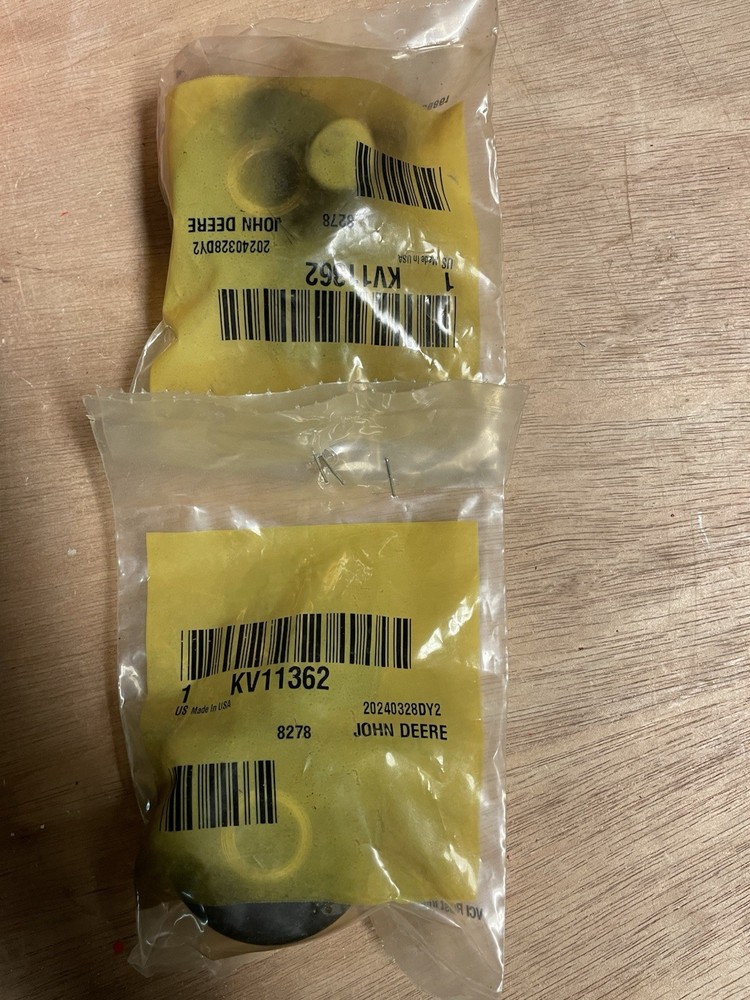 JOHN DEERE
8278
20240328DY2
US Made In USA
1 KV11362
KV11362
1
US Made In USA
20240328DY2
8278 JOHN DEERE
VCI